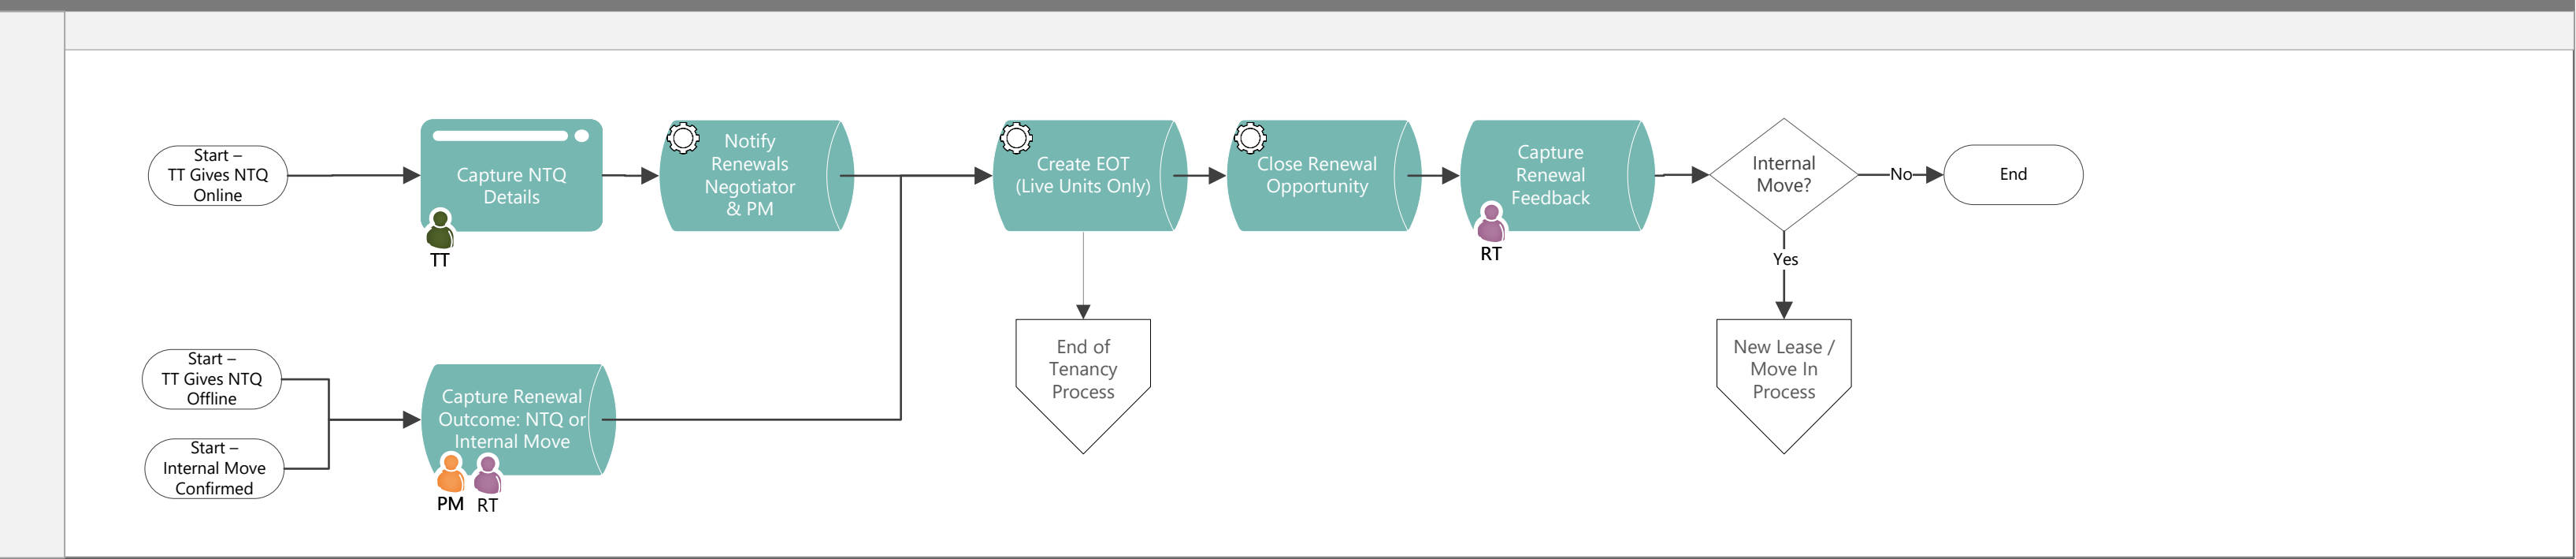 Start –
TT Gives NTQ
Online
Capture NTQ
Details
TT
Notify
Renewals
Negotiator
& PM
Create EOT
(Live Units Only)
Close Renewal
Opportunity
Capture
Renewal
Feedback
RT
Internal
Move?
No
End
Yes
Start –
TT Gives NTQ
Offline
Start –
Internal Move
Confirmed
Capture Renewal
Outcome: NTQ or
Internal Move
PM
RT
End of
Tenancy
Process
New Lease /
Move In
Process